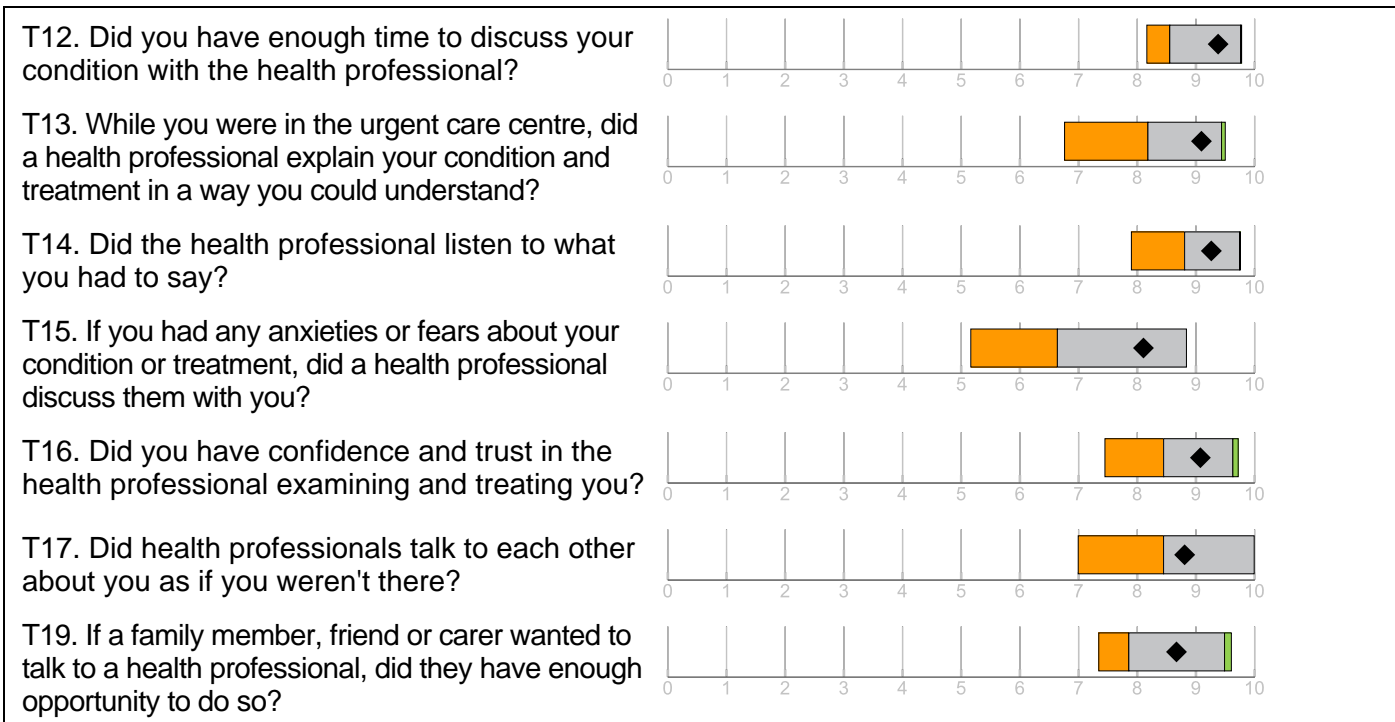 T12. Did you have enough time to discuss your
condition with the health professional?
0 1 2 3 4 5 6 7 8 9 10
T13. While you were in the urgent care centre, did
a health professional explain your condition and
treatment in a way you could understand?
0 1 2 3 4 5 6 7 8 9 10
T14. Did the health professional listen to what
you had to say?
0 1 2 3 4 5 6 7 8 9 10
T15. If you had any anxieties or fears about your
condition or treatment, did a health professional
discuss them with you?
0 1 2 3 4 5 6 7 8 9 10
T16. Did you have confidence and trust in the
health professional examining and treating you?
0 1 2 3 4 5 6 7 8 9 10
T17. Did health professionals talk to each other
about you as if you weren't there?
0 1 2 3 4 5 6 7 8 9 10
T19. If a family member, friend or carer wanted to
talk to a health professional, did they have enough
opportunity to do so?
0 1 2 3 4 5 6 7 8 9 10